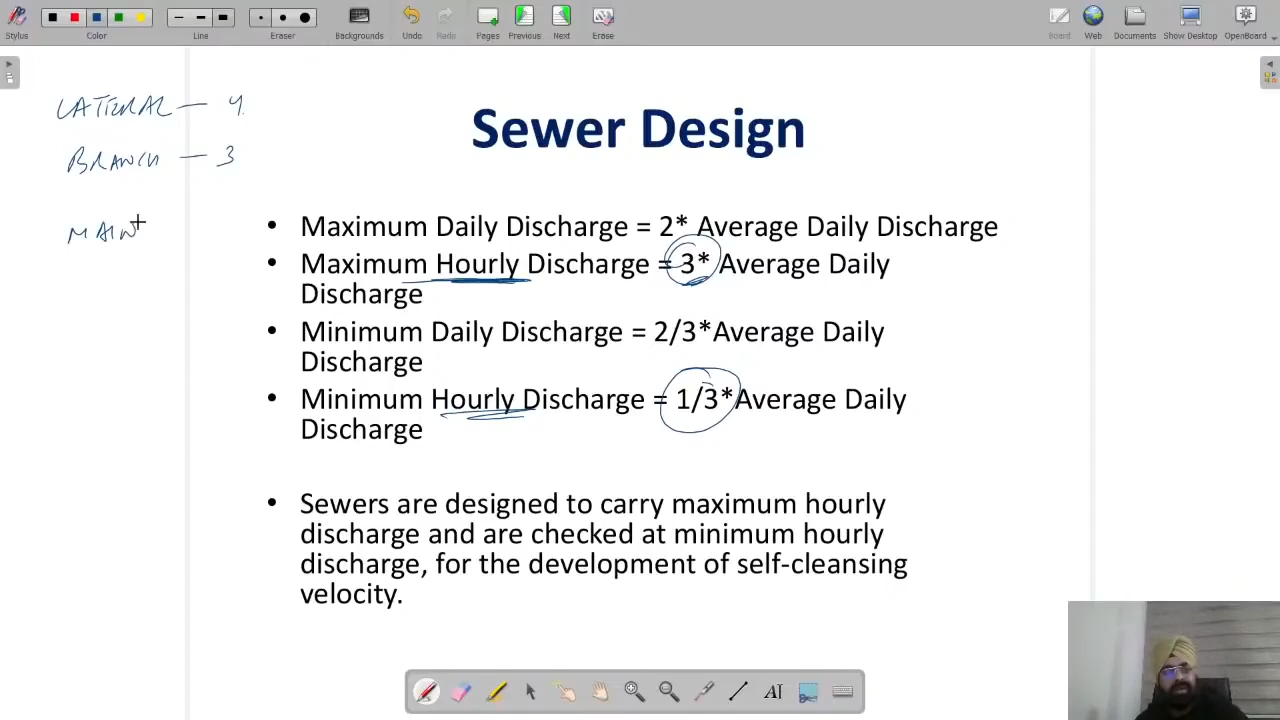 Stylus
Color
Line
Eraser
Backgrounds
Undo
Redo
Pages
Previous
Next
Erase
Board
Web
Documents
Show Desktop
OpenBoard
LATERAL — 4
BRANCH — 3
MAIN
Sewer Design
• Maximum Daily Discharge = 2* Average Daily Discharge
• Maximum Hourly Discharge = 3* Average Daily
Discharge
• Minimum Daily Discharge = 2/3*Average Daily
Discharge
• Minimum Hourly Discharge = 1/3*Average Daily
Discharge
• Sewers are designed to carry maximum hourly
discharge and are checked at minimum hourly
discharge, for the development of self-cleansing
velocity.
AI